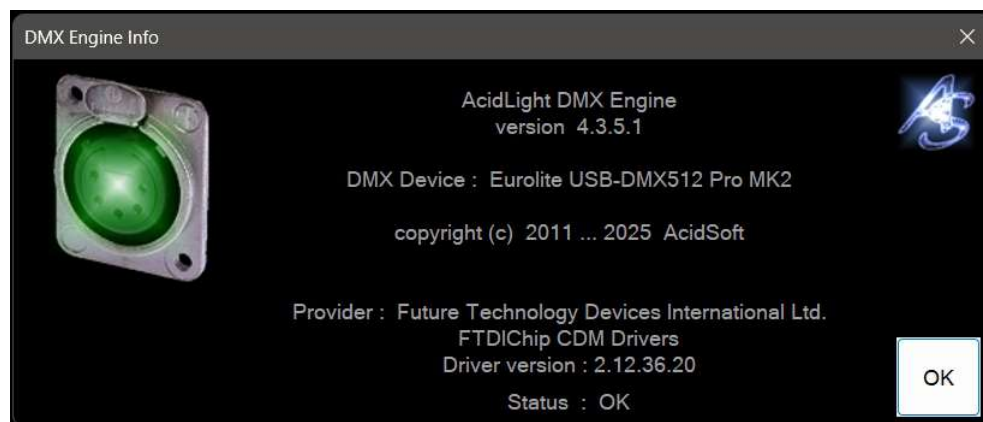 DMX Engine Info
AcidLight DMX Engine
version 4.3.5.1
DMX Device : Eurolite USB-DMX512 Pro MK2
copyright (c) 2011 ... 2025 AcidSoft
Provider : Future Technology Devices International Ltd.
FTDIChip CDM Drivers
Driver version : 2.12.36.20
Status : OK
OK
AS